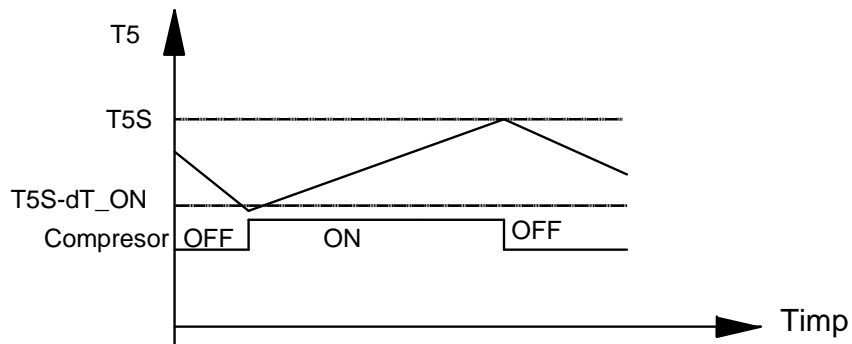 T5
T5S
T5S-dT_ON
Compresor OFF ON OFF
Timp